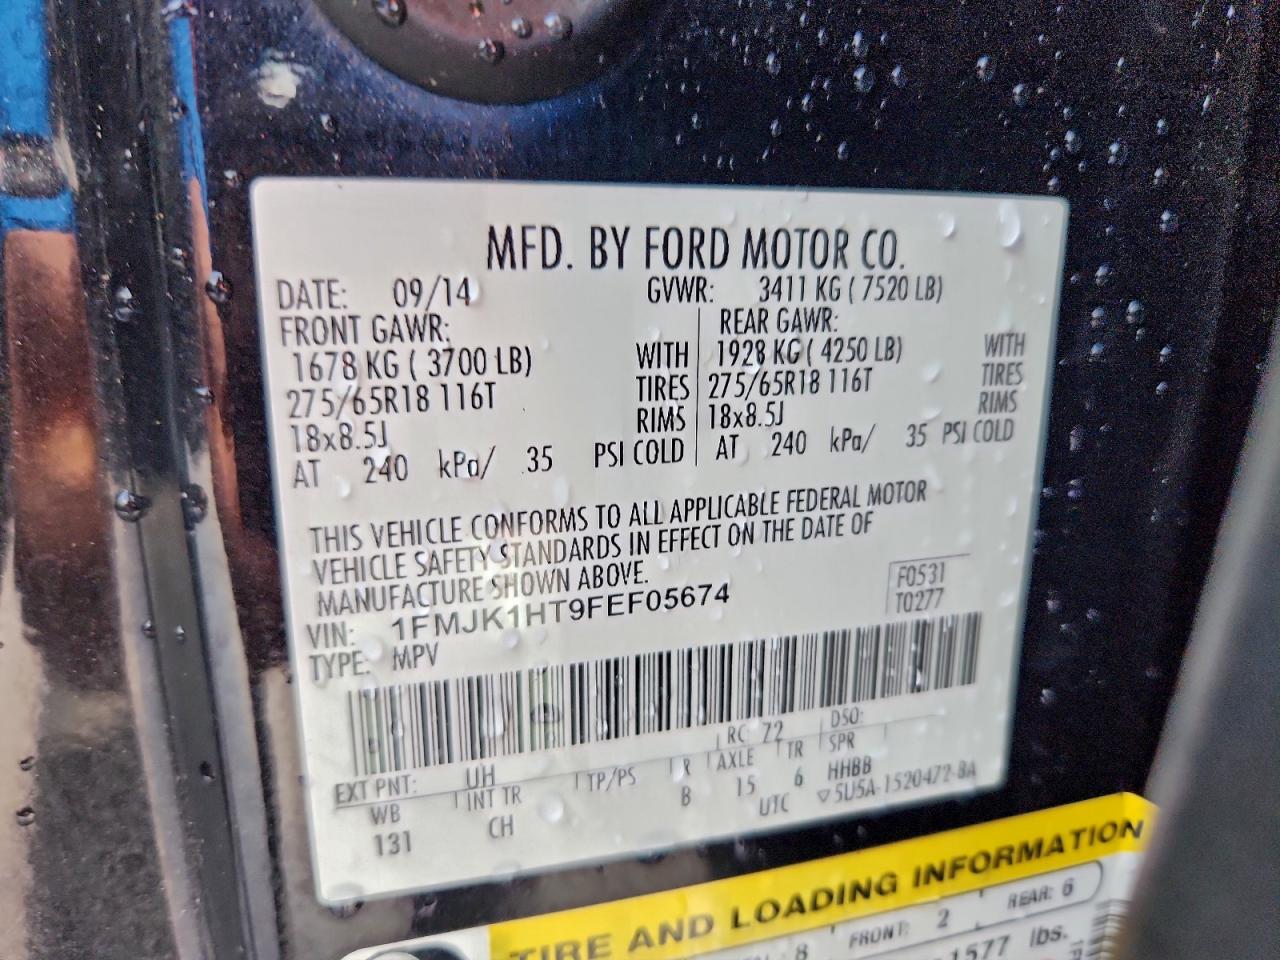 MFD. BY FORD MOTOR CO.
DATE: 09/14 GVWR: 3411 KG ( 7520 LB)
FRONT GAWR: REAR GAWR:
1678 KG ( 3700 LB) WITH 1928 KG ( 4250 LB) WITH
275/65R18 116T TIRES 275/65R18 116T TIRES
18x8.5J RIMS 18x8.5J RIMS
AT 240 kPa/ 35 PSI COLD AT 240 kPa/ 35 PSI COLD
THIS VEHICLE CONFORMS TO ALL APPLICABLE FEDERAL MOTOR
VEHICLE SAFETY STANDARDS IN EFFECT ON THE DATE OF
MANUFACTURE SHOWN ABOVE.
F0531
VIN: 1FMJK1HT9FEF05674 T0277
TYPE: MPV
RC: 72 DSO:
EXT PNT: UH
WB INT TR TP/PS R AXLE TR SPR
131 CH B 15 6 HHBB
UTC ▽5U5A-1520472-BA
TIRE AND LOADING INFORMATION
8 FRONT: 2 REAR: 6
1577 lbs.